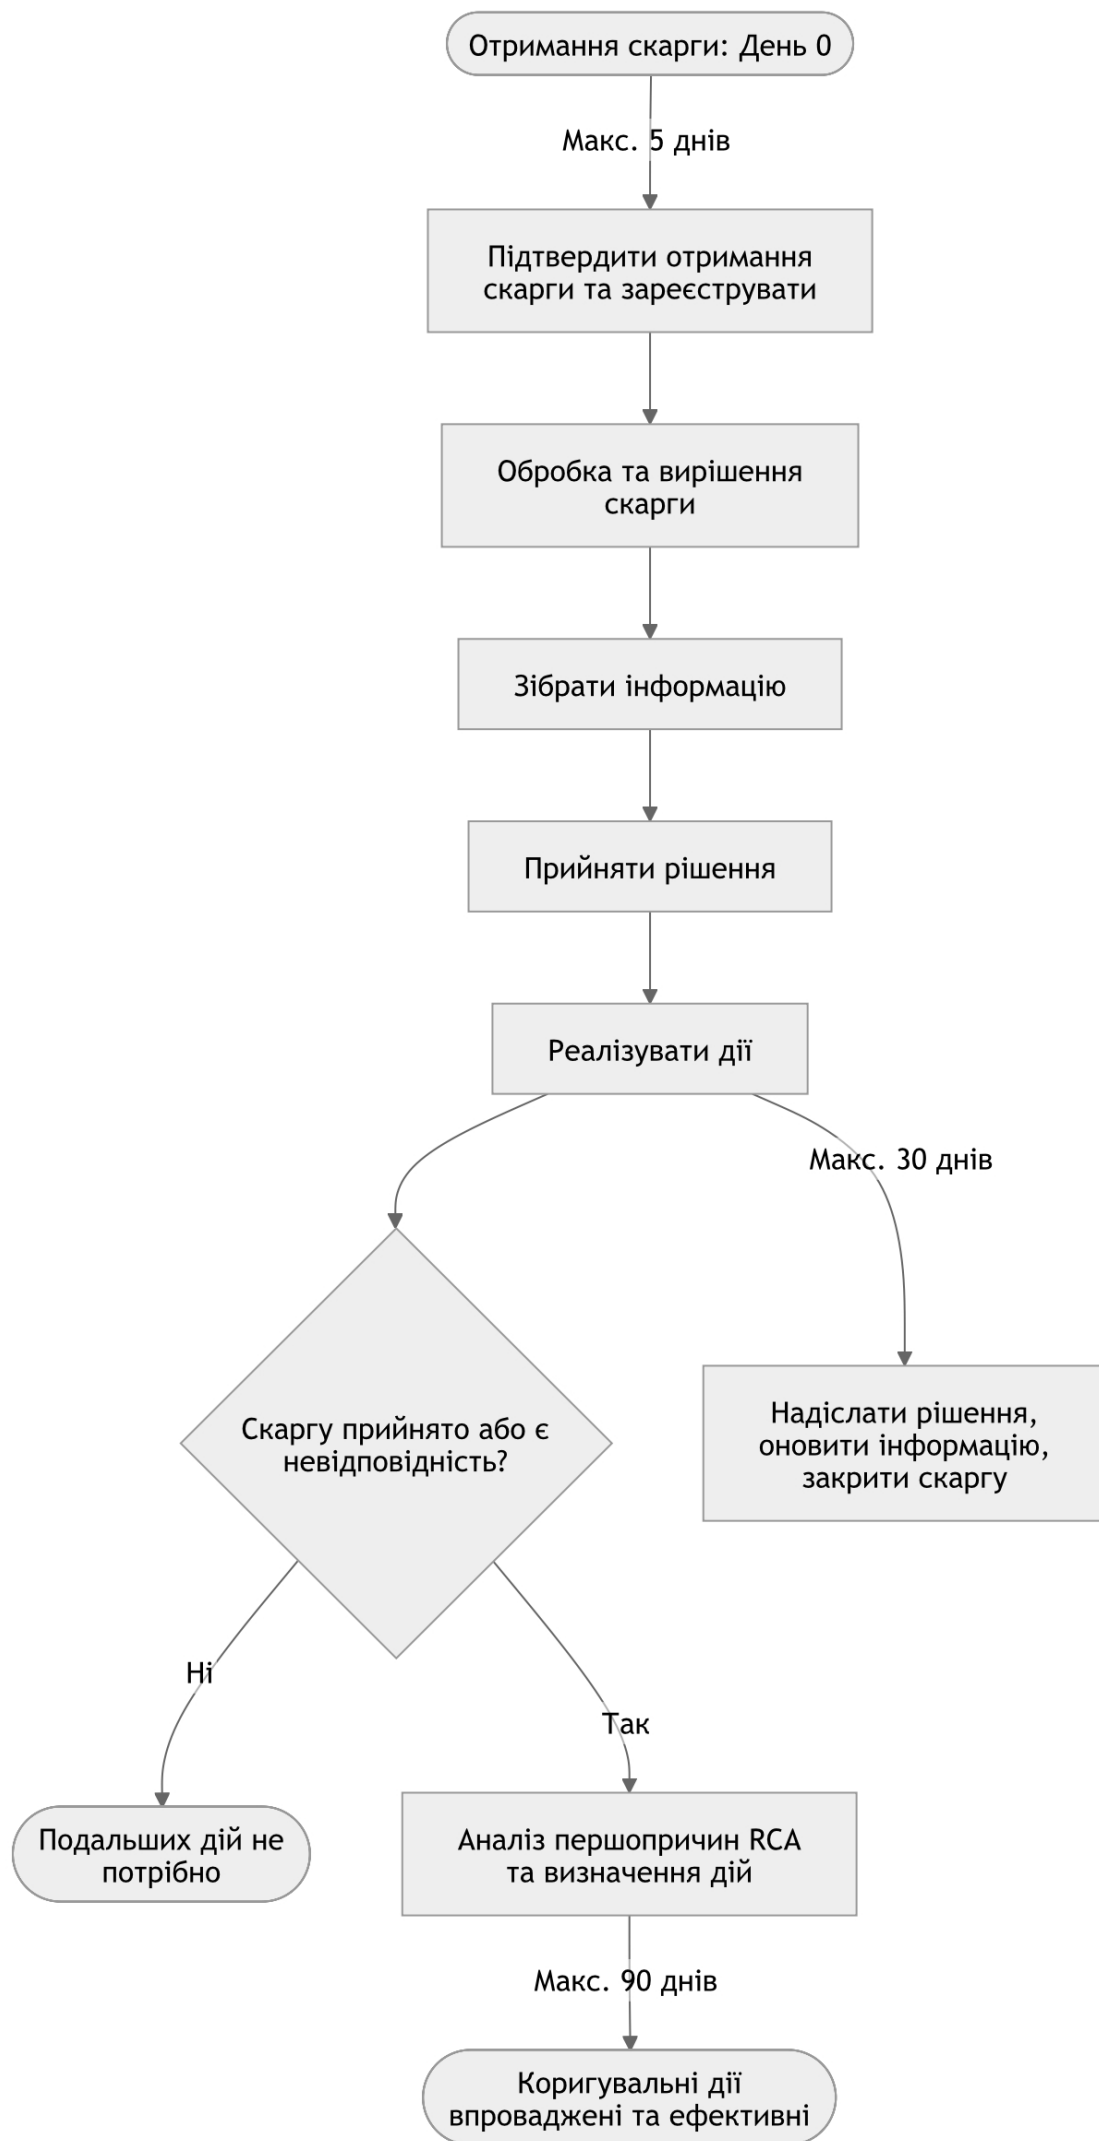 Отримання скарги: День 0
Макс. 5 днів
Підтвердити отримання
скарги та зареєструвати
Обробка та вирішення
скарги
Зібрати інформацію
Прийняти рішення
Реалізувати дії
Макс. 30 днів
Скаргу прийнято або є
невідповідність?
Надіслати рішення,
оновити інформацію,
закрити скаргу
Ні
Так
Подальших дій не
потрібно
Аналіз першопричин RCA
та визначення дій
Макс. 90 днів
Коригувальні дії
впроваджені та ефективні